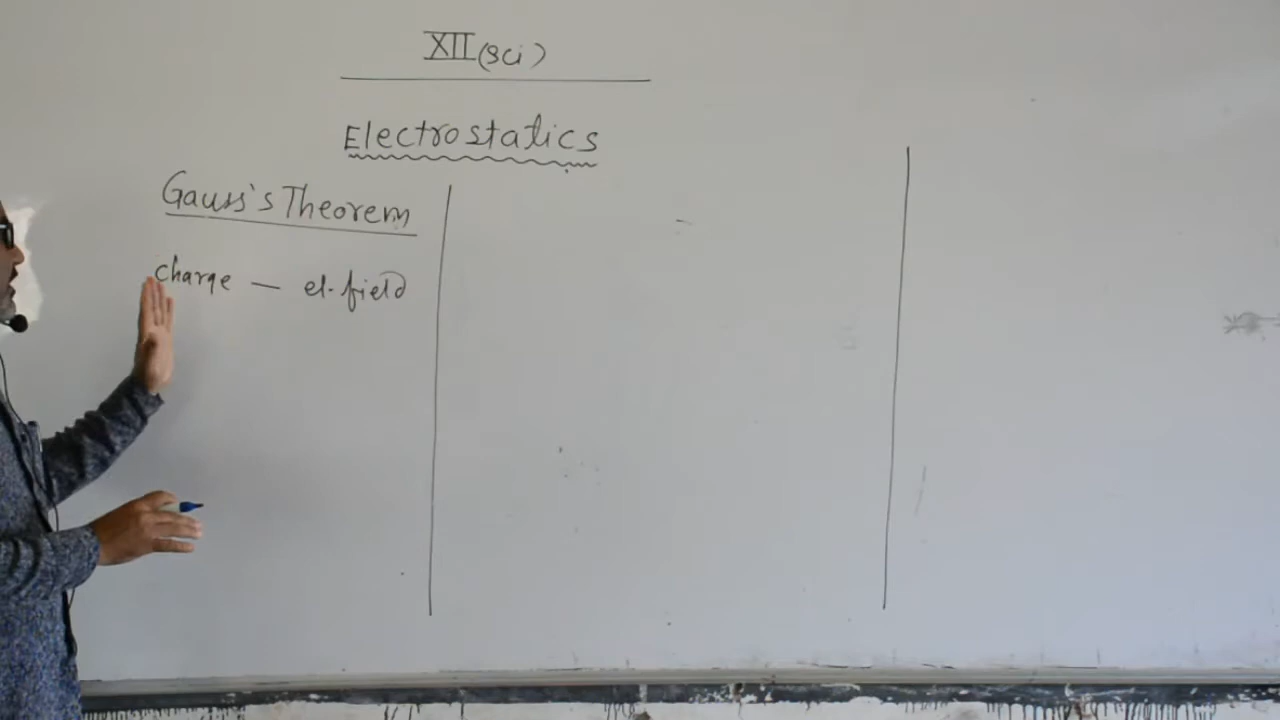 XII (sci)
Electrostatics
Gauss's Theorem
charge — el. field